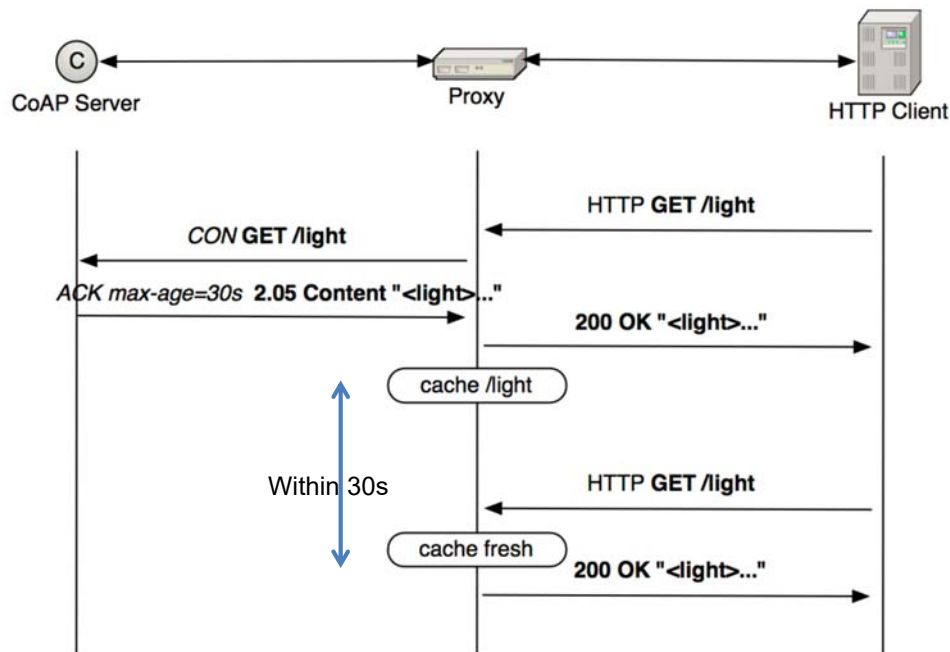 C
CoAP Server
Proxy
HTTP Client
HTTP GET /light
CON GET /light
ACK max-age=30s 2.05 Content "<light>..."
200 OK "<light>..."
cache /light
Within 30s
HTTP GET /light
cache fresh
200 OK "<light>..."